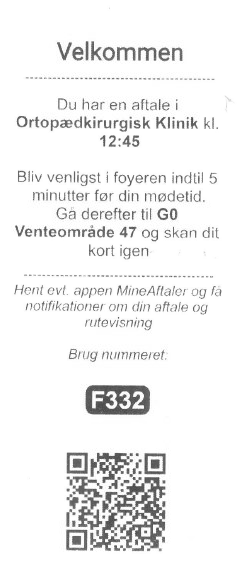 Velkommen
Du har en aftale i
Ortopædkirurgisk Klinik kl.
12:45
Bliv venligst i foyeren indtil 5
minutter før din mødetid.
Gå derefter til G0
Venteområde 47 og skan dit
kort igen
Hent evt. appen MineAftaler og få
notifikationer om din aftale og
rutevisning
Brug nummeret:
F332